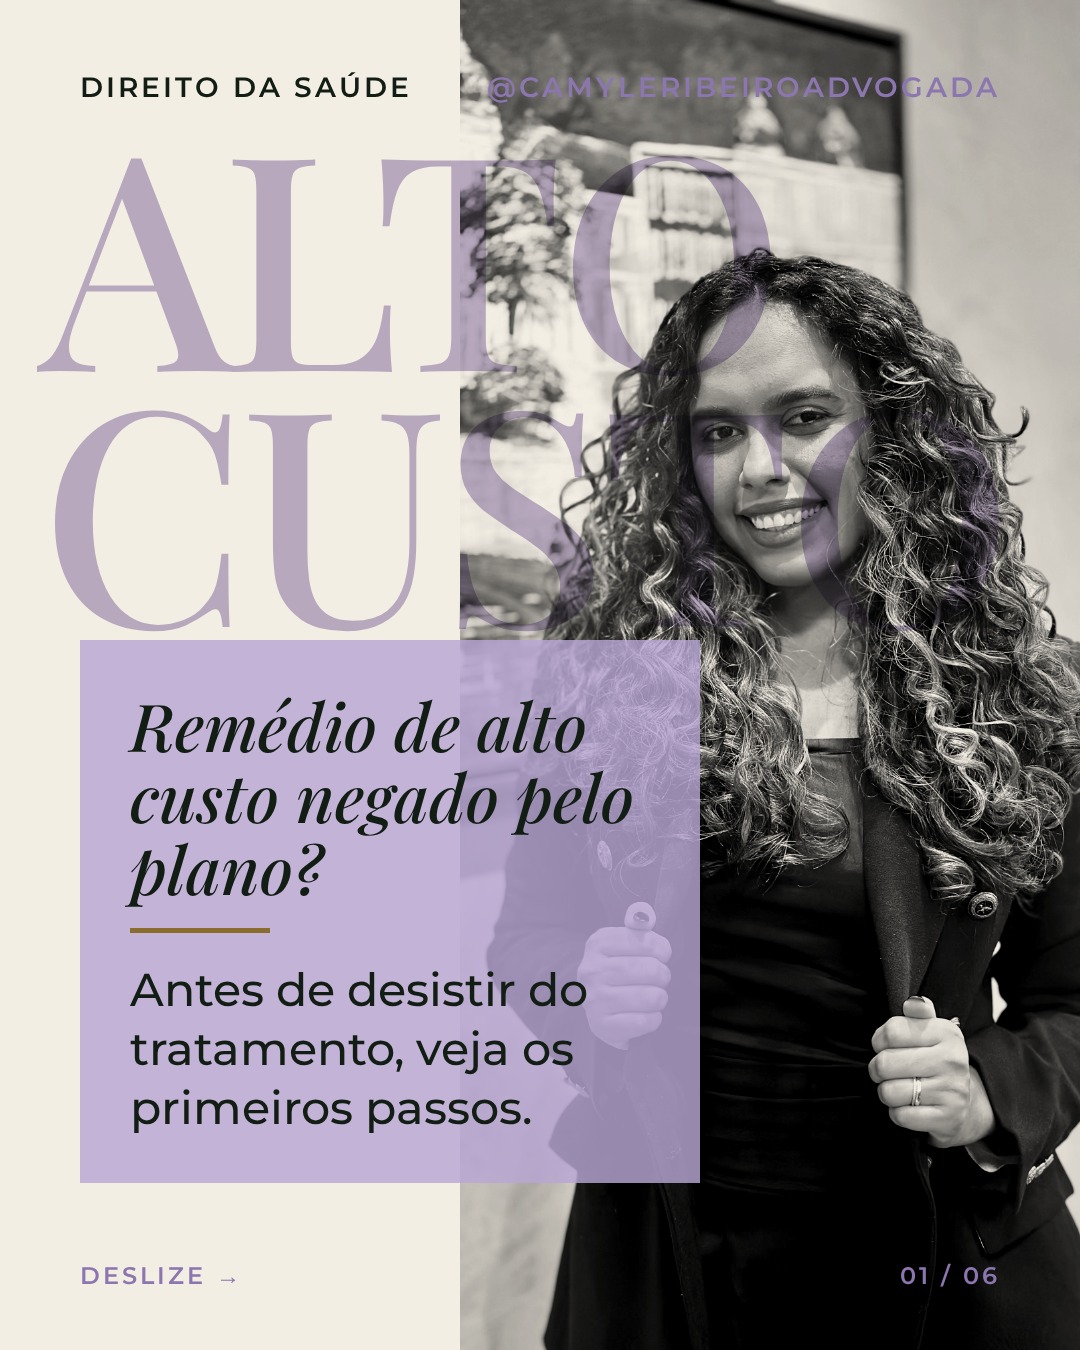 DIREITO DA SAÚDE @CAMYLERIBEIROADVOGADA
ALTO
CUSTO
Remédio de alto
custo negado pelo
plano?
Antes de desistir do
tratamento, veja os
primeiros passos.
DESLIZE → 01 / 06